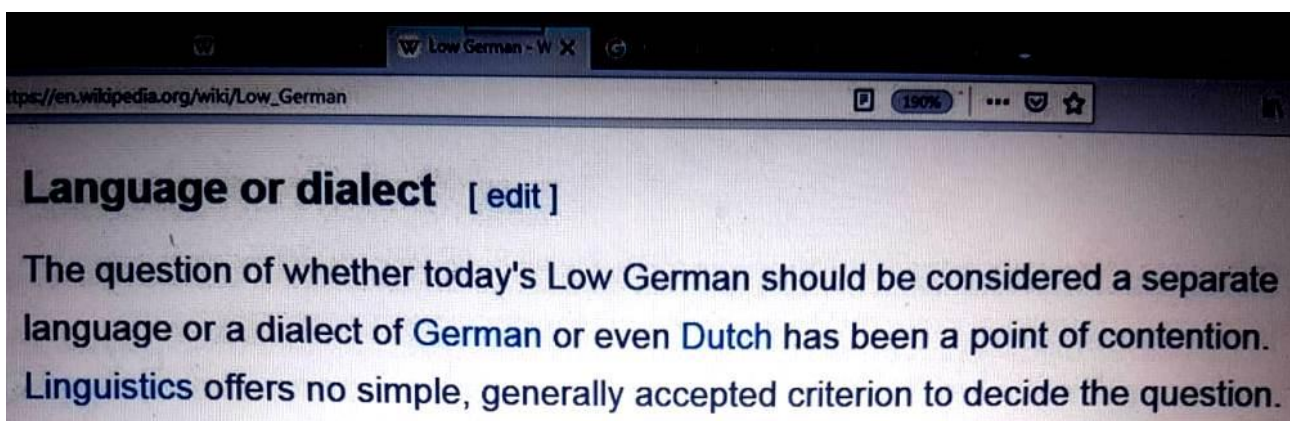 Low German - W
ttps://en.wikipedia.org/wiki/Low_German
190%
Language or dialect [ edit ]
The question of whether today's Low German should be considered a separate
language or a dialect of German or even Dutch has been a point of contention.
Linguistics offers no simple, generally accepted criterion to decide the question.